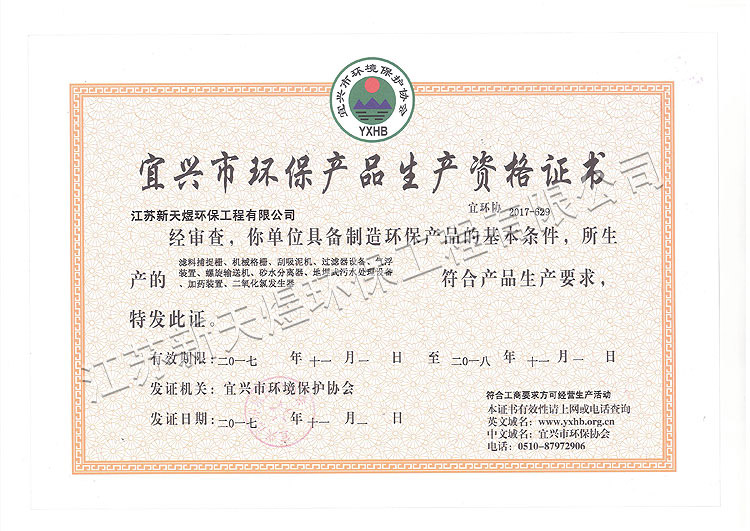 宜兴市环境保护协会
YXHB
宜兴市环保产品生产资格证书
江苏新天煜环保工程有限公司
宜环协 2017-629
经审查，你单位具备制造环保产品的基本条件，所生
产的
滤料捕捉栅、机械格栅、刮吸泥机、过滤器设备、气浮
装置、螺旋输送机、砂水分离器、地埋式污水处理设备
、加药装置、二氧化氯发生器
符合产品生产要求，
特发此证。
有效期限：二〇一七 年 十一 月 一 日 至 二〇一八 年 十一 月 一 日
发证机关：宜兴市环境保护协会
发证日期：二〇一七 年 十一 月 一 日
符合工商要求方可经营生产活动
本证书有效性请上网或电话查询
英文域名：www.yxhb.org.cn
中文域名：宜兴市环保协会
电话：0510-87972906
江苏新天煜环保工程有限公司